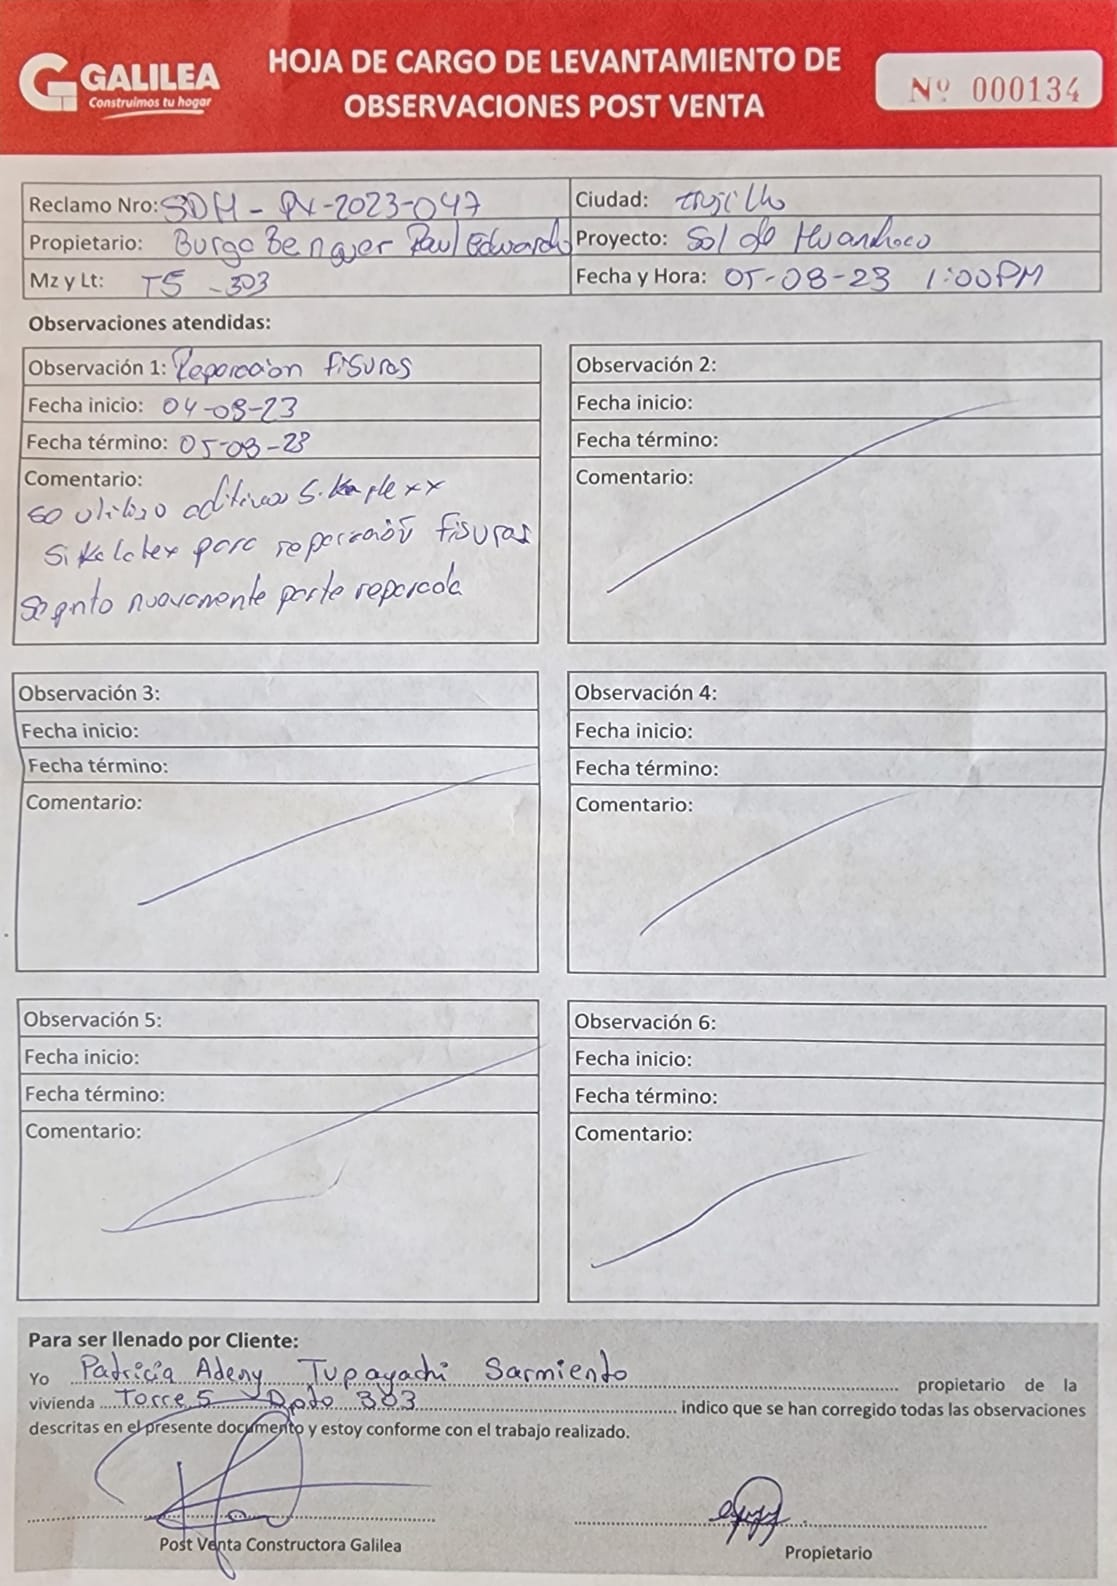 GALILEA
Construimos tu hogar
HOJA DE CARGO DE LEVANTAMIENTO DE
OBSERVACIONES POST VENTA
Nº 000134
Reclamo Nro: SDH - PV-2023-047
Ciudad: Trujillo
Propietario: Burgo Benguer Raul Edwardo
Proyecto: Sol de Huanchaco
Mz y Lt: T5 - 303
Fecha y Hora: 05-08-23 1:00PM
Observaciones atendidas:
Observación 1: Reparación fisuras
Fecha inicio: 04-08-23
Fecha término: 05-08-23
Comentario:
se utilizo aditivos Sika
Sikalatex para reparación fisuras
Se pnto nuevamente parte reparada
Observación 2:
Fecha inicio:
Fecha término:
Comentario:
Observación 3:
Fecha inicio:
Fecha término:
Comentario:
Observación 4:
Fecha inicio:
Fecha término:
Comentario:
Observación 5:
Fecha inicio:
Fecha término:
Comentario:
Observación 6:
Fecha inicio:
Fecha término:
Comentario:
Para ser llenado por Cliente:
Yo Patricia Adeny Tupayachi Sarmiento propietario de la
vivienda Torre 5 Dpto 303 indico que se han corregido todas las observaciones
descritas en el presente documento y estoy conforme con el trabajo realizado.
Post Venta Constructora Galilea
Propietario